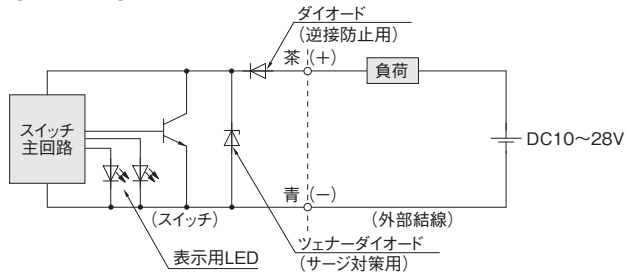 ダイオード
（逆接防止用）
茶（＋）
負荷
スイッチ
主回路
DC10〜28V
青（−）
（スイッチ）
（外部結線）
表示用LED
ツェナーダイオード
（サージ対策用）